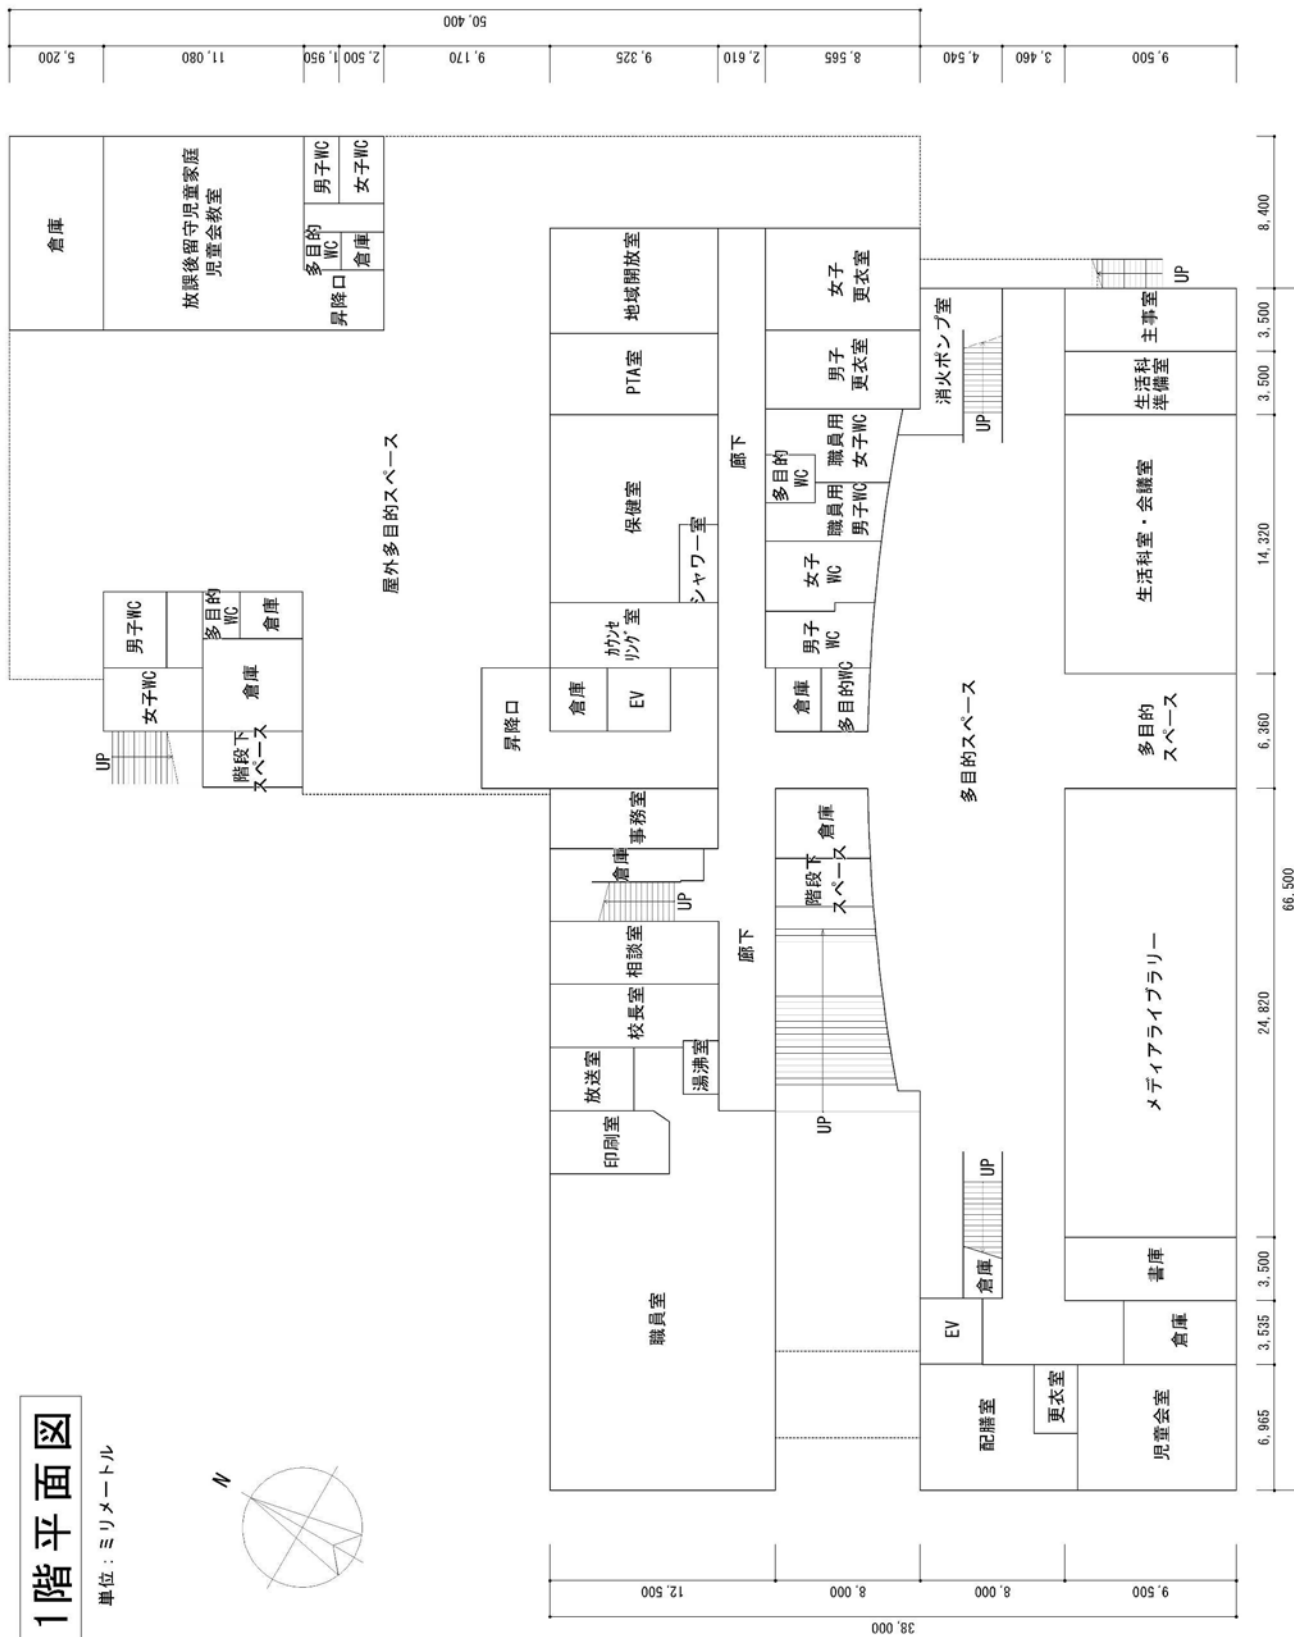 1階平面図
単位：ミリメートル
N
5,200
11,080
1,950
2,500
9,170
9,325
2,610
8,565
4,540
3,460
9,500
50,400
倉庫
放課後留守児童家庭
児童会教室
男子WC
女子WC
多目的
WC
倉庫
昇降口
屋外多目的スペース
男子WC
女子WC
多目的
WC
倉庫
倉庫
階段下
スペース
UP
昇降口
地域開放室
PTA室
保健室
シャワー室
カウンセ
リング室
倉庫
EV
事務室
倉庫
UP
相談室
校長室
湯沸室
放送室
印刷室
職員室
廊下
廊下
女子
更衣室
男子
更衣室
職員用
女子WC
多目的
WC
職員用
男子WC
女子
WC
男子
WC
倉庫
多目的WC
倉庫
階段下
スペース
UP
消火ポンプ室
UP
多目的スペース
UP
倉庫
EV
配膳室
更衣室
UP
主事室
生活科
準備室
生活科室・会議室
多目的
スペース
メディアライブラリー
書庫
倉庫
児童会室
8,400
3,500
3,500
14,320
6,360
24,820
3,500
3,535
6,965
66,500
12,500
8,000
8,000
9,500
38,000